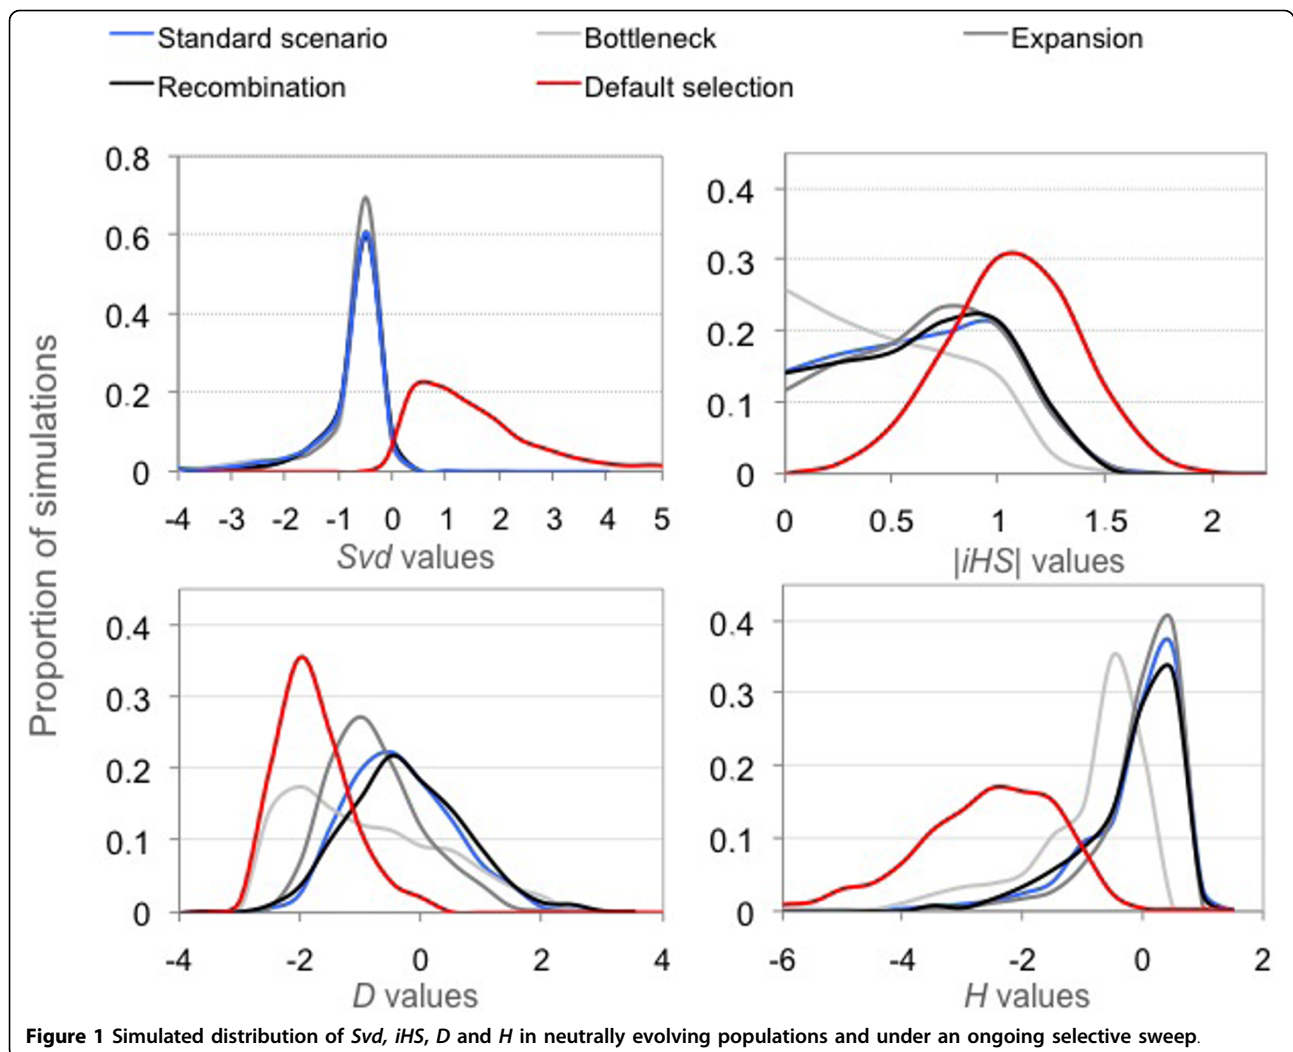 Standard scenario Bottleneck Expansion
Recombination Default selection
Proportion of simulations
0.8
0.6
0.4
0.2
0
-4 -3 -2 -1 0 1 2 3 4 5
Svd values
0.4
0.3
0.2
0.1
0
0 0.5 1 1.5 2
|iHS| values
0.4
0.3
0.2
0.1
0
-4 -2 0 2 4
D values
0.4
0.3
0.2
0.1
0
-6 -4 -2 0 2
H values
Figure 1 Simulated distribution of Svd, iHS, D and H in neutrally evolving populations and under an ongoing selective sweep.